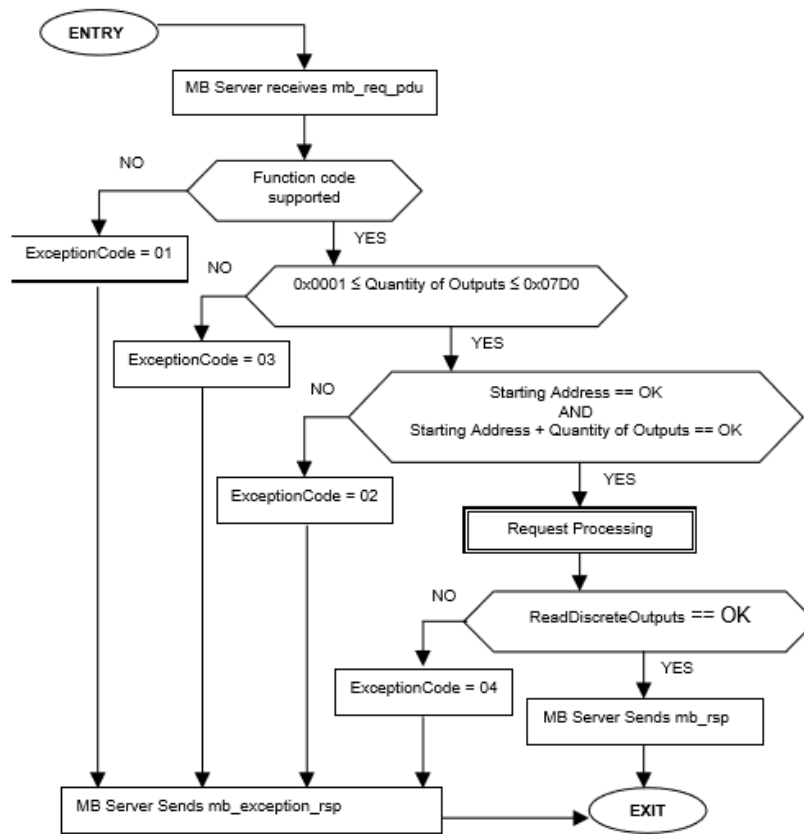 ENTRY
MB Server receives mb_req_pdu
NO
Function code
supported
YES
ExceptionCode = 01
NO
0x0001 ≤ Quantity of Outputs ≤ 0x07D0
YES
ExceptionCode = 03
NO
Starting Address == OK
AND
Starting Address + Quantity of Outputs == OK
YES
ExceptionCode = 02
Request Processing
NO
ReadDiscreteOutputs == OK
YES
ExceptionCode = 04
MB Server Sends mb_rsp
MB Server Sends mb_exception_rsp
EXIT